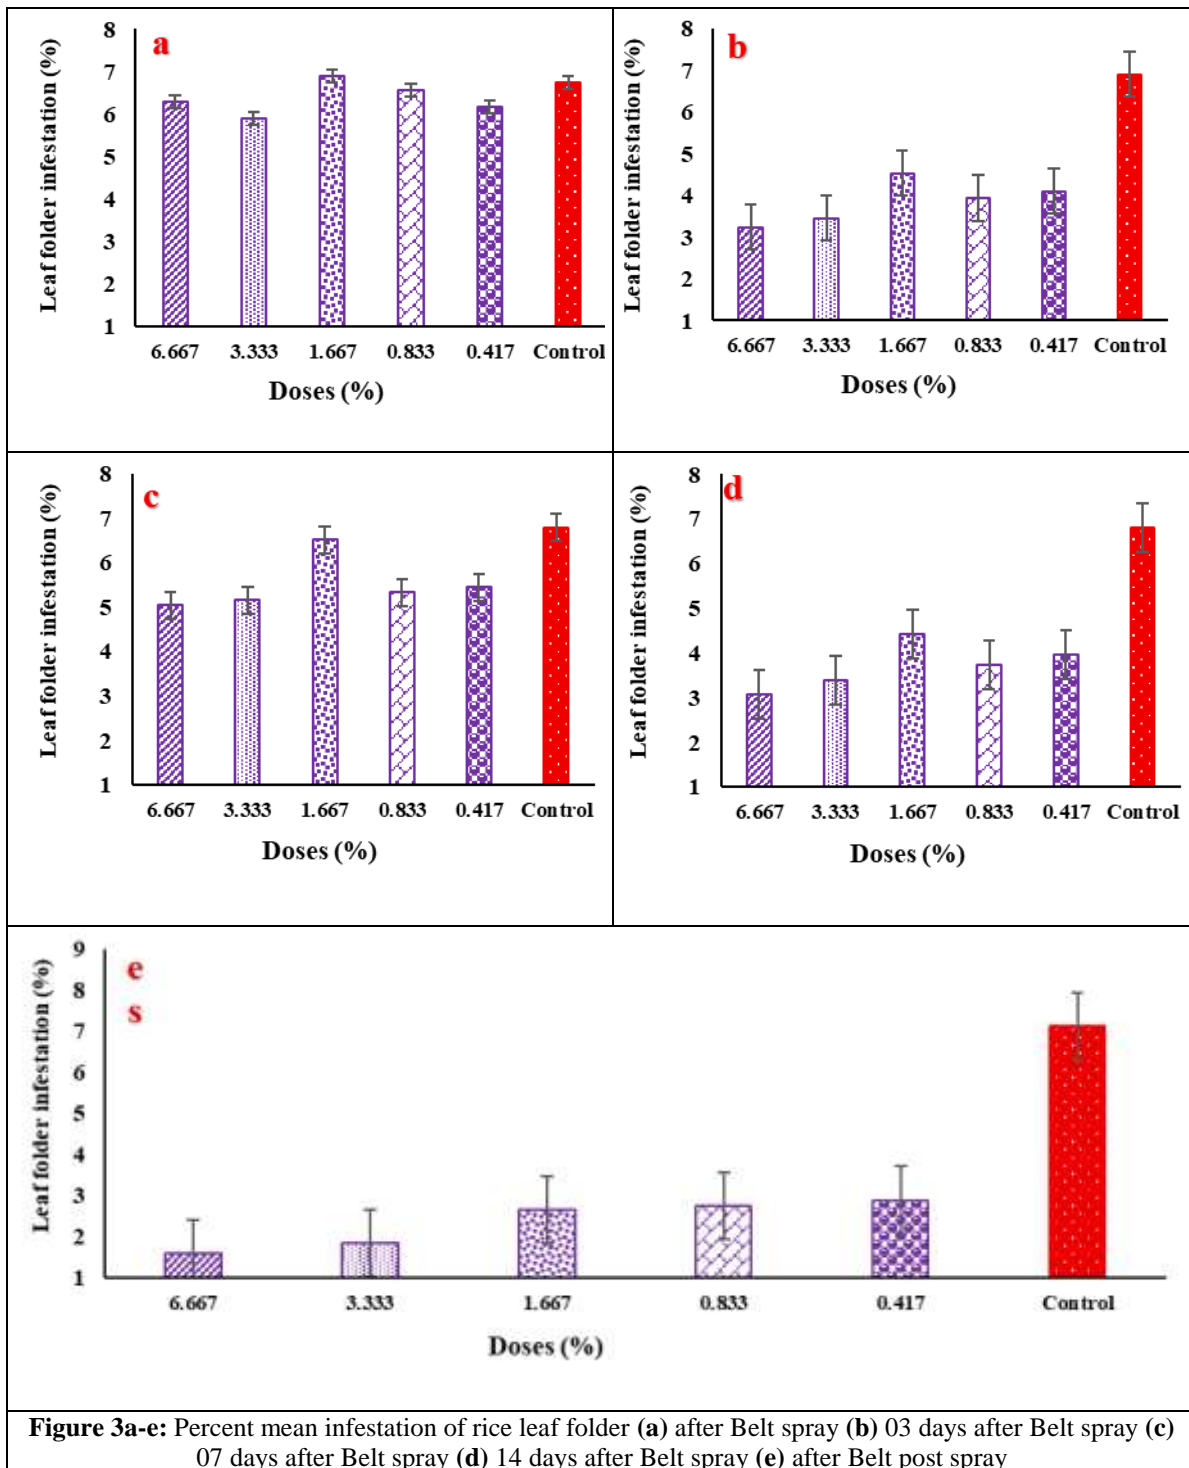 a
Leaf folder infestation (%)
8
7
6
5
4
3
2
1
6.667 3.333 1.667 0.833 0.417 Control
Doses (%)
b
Leaf folder infestation (%)
8
7
6
5
4
3
2
1
6.667 3.333 1.667 0.833 0.417 Control
Doses (%)
c
Leaf folder infestation (%)
8
7
6
5
4
3
2
1
6.667 3.333 1.667 0.833 0.417 Control
Doses (%)
d
Leaf folder infestation (%)
8
7
6
5
4
3
2
1
6.667 3.333 1.667 0.833 0.417 Control
Doses (%)
e
s
Leaf folder infestation (%)
9
8
7
6
5
4
3
2
1
6.667 3.333 1.667 0.833 0.417 Control
Doses (%)
Figure 3a-e: Percent mean infestation of rice leaf folder (a) after Belt spray (b) 03 days after Belt spray (c)
07 days after Belt spray (d) 14 days after Belt spray (e) after Belt post spray